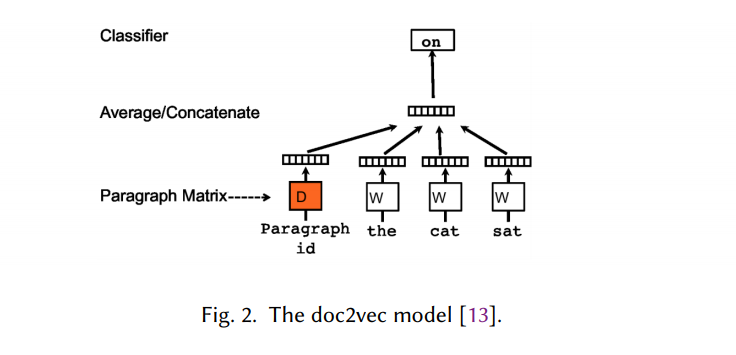 Classifier
on
Average/Concatenate
Paragraph Matrix
D W W W
Paragraph the cat sat
id
Fig. 2. The doc2vec model [13].